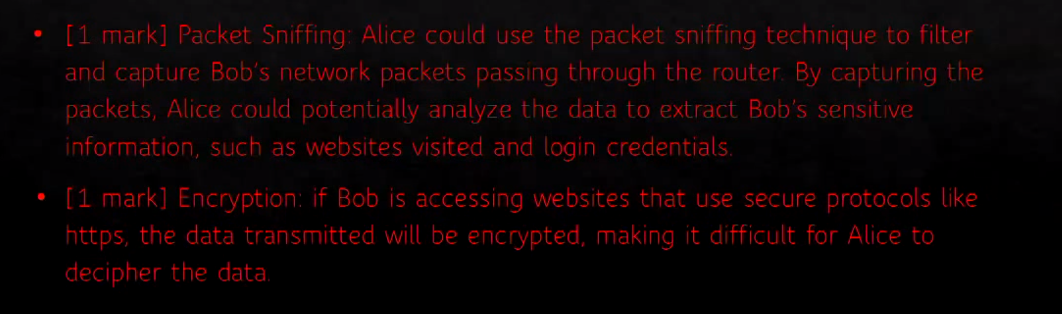 • [1 mark] Packet Sniffing: Alice could use the packet sniffing technique to filter
and capture Bob's network packets passing through the router. By capturing the
packets, Alice could potentially analyze the data to extract Bob's sensitive
information, such as websites visited and login credentials.
• [1 mark] Encryption: if Bob is accessing websites that use secure protocols like
https, the data transmitted will be encrypted, making it difficult for Alice to
decipher the data.